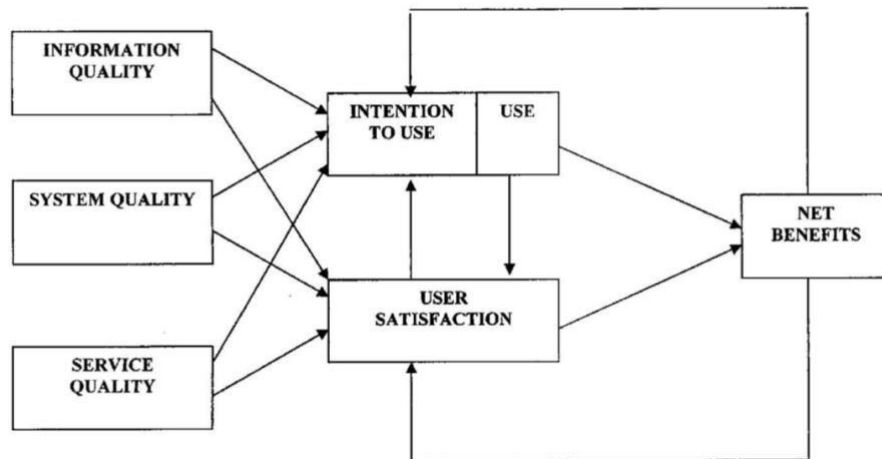 INFORMATION
QUALITY
INTENTION
TO USE
USE
SYSTEM QUALITY
NET
BENEFITS
USER
SATISFACTION
SERVICE
QUALITY